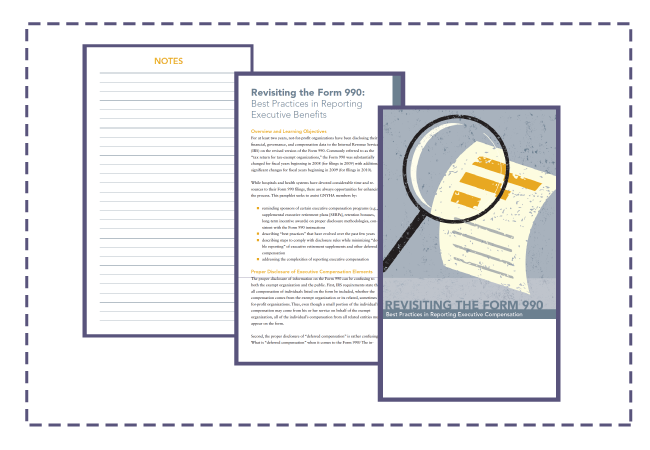 NOTES
Revisiting the Form 990:
Best Practices in Reporting
Executive Benefits
Overview and Learning Objectives
For at least two years, not-for-profit organizations have been disclosing their
financial, governance, and compensation data to the Internal Revenue Service
(IRS) on the revised version of the Form 990. Commonly referred to as the
"tax return for tax-exempt organizations," the Form 990 was substantially
changed for fiscal years beginning in 2008 (for filings in 2009) with addition
significant changes for fiscal years beginning in 2009 (for filings in 2010).
While hospitals and health systems have devoted considerable time and re-
sources to their Form 990 filings, there are always opportunities for
the process. This pamphlet seeks to assist GNYHA members by:
reminding sponsors of certain executive compensation programs (e.g.,
supplemental executive retirement plans [SERPs], retention bonuses,
long-term incentive awards) on proper disclosure methodologies, con-
sistent with the Form 990 instructions
describing "best practices" that have evolved over the past few years
describing steps to comply with disclosure rules while minimizing
ble reporting" of executive retirement supplements and other deferred
compensation
addressing the complexities of reporting executive compensation
Proper Disclosure of Executive Compensation Elements
The proper disclosure of information on the Form 990 can be confusing to
both the exempt organization and the public. First, IRS requirements state
all compensation of individuals listed on the form be included, whether the
compensation comes from the exempt organization or its related,
for-profit organizations. Thus, even though a small portion of the individual'
compensation may come from his or her service on behalf of the exempt
organization, all of the individual's compensation from all related entities
appear on the form.
Second, the proper disclosure of "deferred compensation" is rather confusing
What is "deferred compensation" when it comes to the Form 990? The
REVISITING THE FORM 990
Best Practices in Reporting Executive Compensation